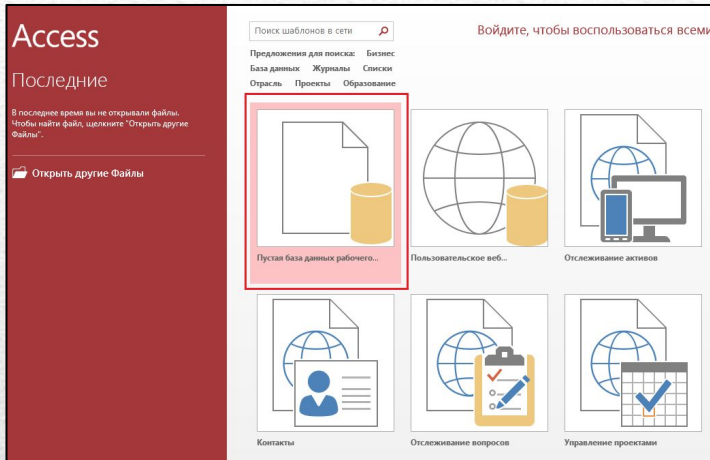 Access
Последние
В последнее время вы не открывали файлы.
Чтобы найти файл, щелкните "Открыть другие
Файлы".
Открыть другие Файлы
Поиск шаблонов в сети
Войдите, чтобы воспользоваться всеми
Предложения для поиска: Бизнес
База данных Журналы Списки
Отрасль Проекты Образование
Пустая база данных рабочего...
Пользовательское веб...
Отслеживание активов
Контакты
Отслеживание вопросов
Управление проектами